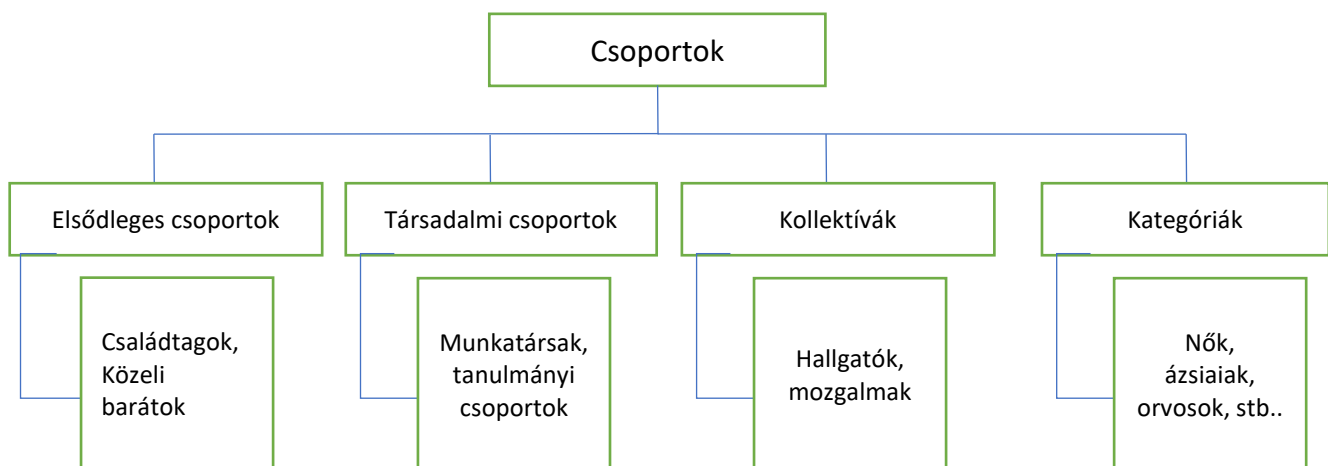 Csoportok
Elsődleges csoportok
Társadalmi csoportok
Kollektívák
Kategóriák
Családtagok,
Közeli
barátok
Munkatársak,
tanulmányi
csoportok
Hallgatók,
mozgalmak
Nők,
ázsiaiak,
orvosok, stb..